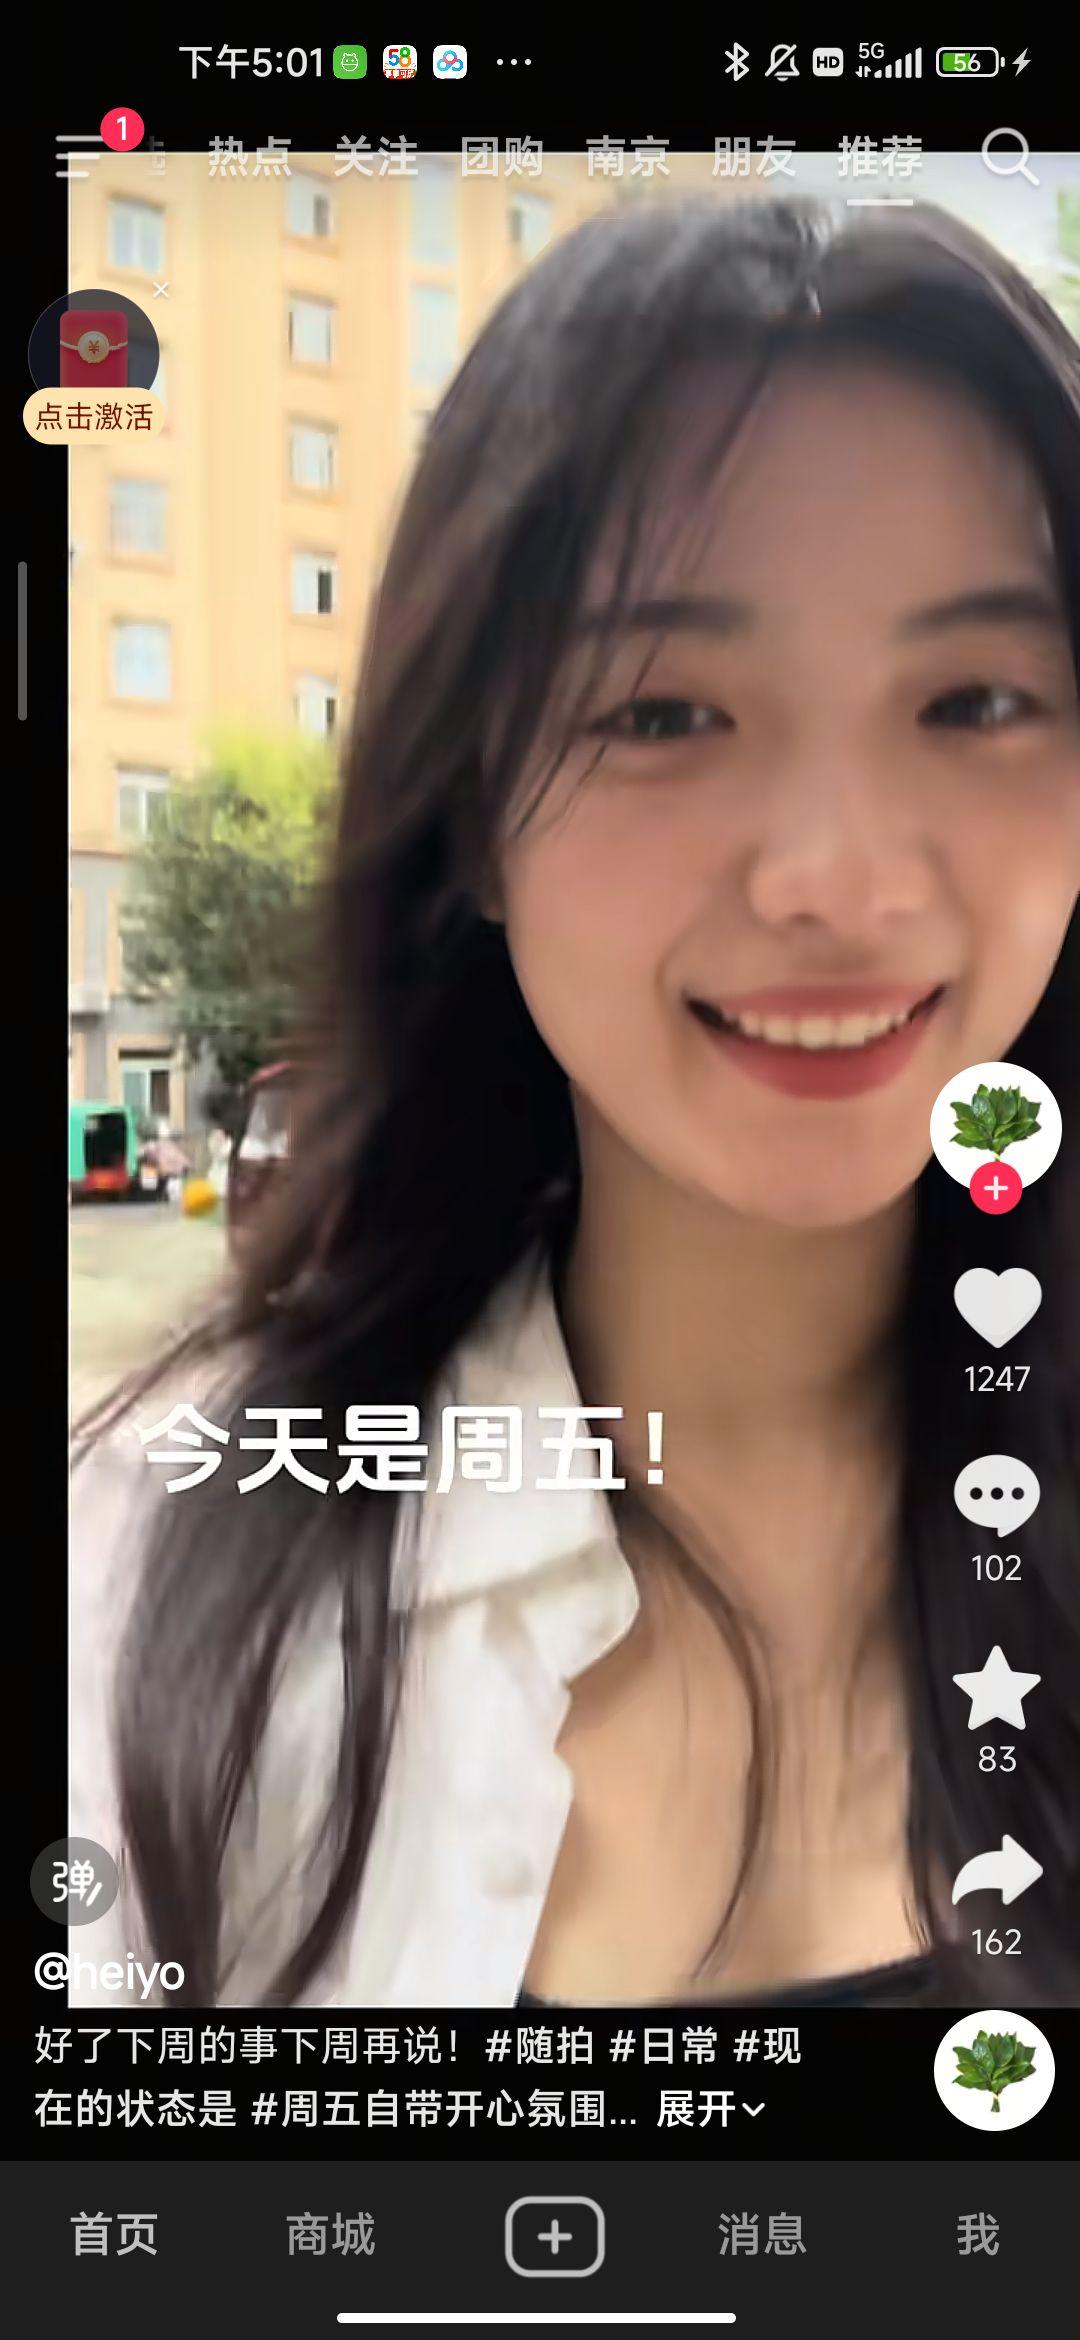 下午5:01
58
HD
5G
56
1
热点 关注 团购 南京 朋友 推荐
点击激活
1247
今天是周五！
102
83
弹
162
@heiyo
好了下周的事下周再说！#随拍 #日常 #现
在的状态是 #周五自带开心氛围... 展开
首页 商城 消息 我